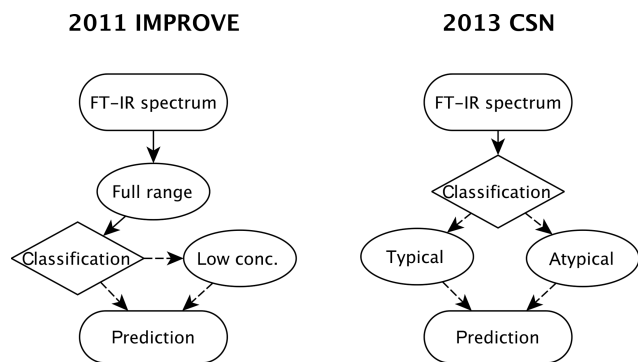 2011 IMPROVE
FT-IR spectrum
Full range
Classification
Low conc.
Prediction
2013 CSN
FT-IR spectrum
Classification
Typical
Atypical
Prediction